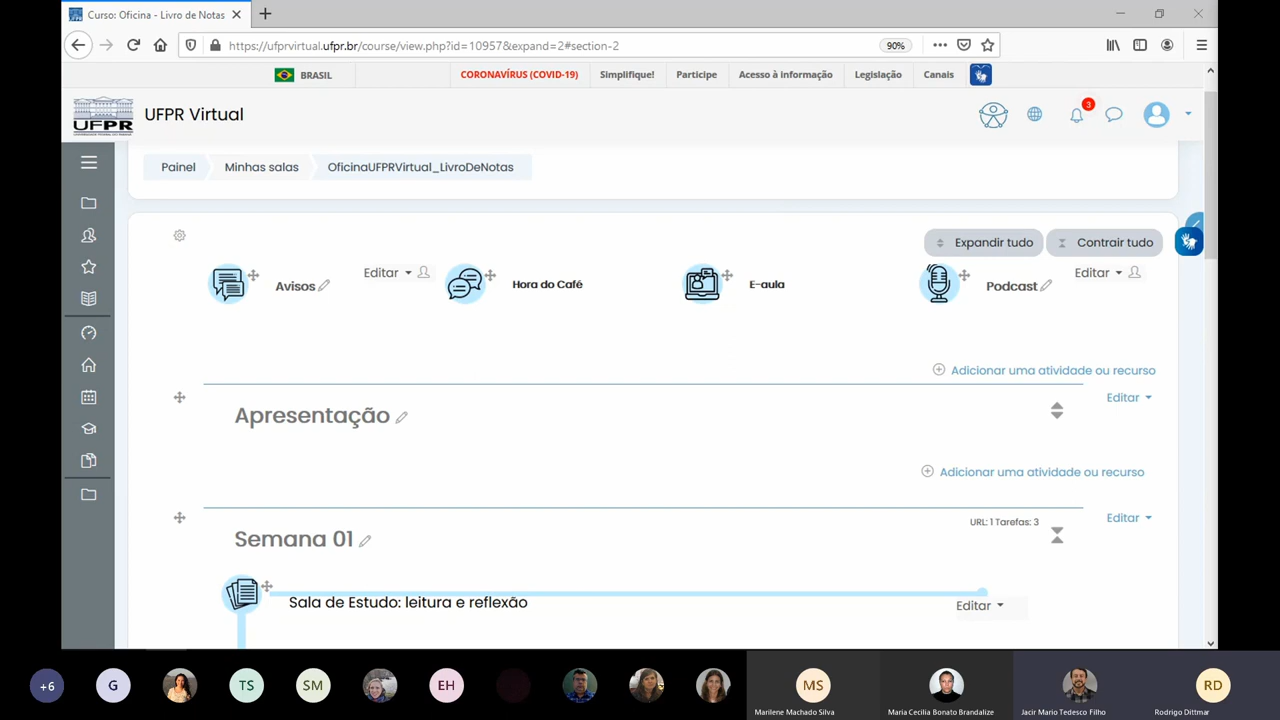 Curso: Oficina - Livro de Notas
https://ufprvirtual.ufpr.br/course/view.php?id=10957&expand=2#section-2
90%
BRASIL
CORONAVÍRUS (COVID-19)
Simplifique!
Participe
Acesso à informação
Legislação
Canais
UFPR
UFPR Virtual
3
Painel
Minhas salas
OficinaUFPRVirtual_LivroDeNotas
Expandir tudo
Contrair tudo
Avisos
Editar
Hora do Café
E-aula
Podcast
Editar
Adicionar uma atividade ou recurso
Apresentação
Editar
Adicionar uma atividade ou recurso
Semana 01
URL: 1 Tarefas: 3
Editar
Sala de Estudo: leitura e reflexão
Editar
+6
G
TS
SM
EH
MS
RD
Marilene Machado Silva
Maria Cecilia Bonato Brandalize
Jacir Mario Tedesco Filho
Rodrigo Dittmar